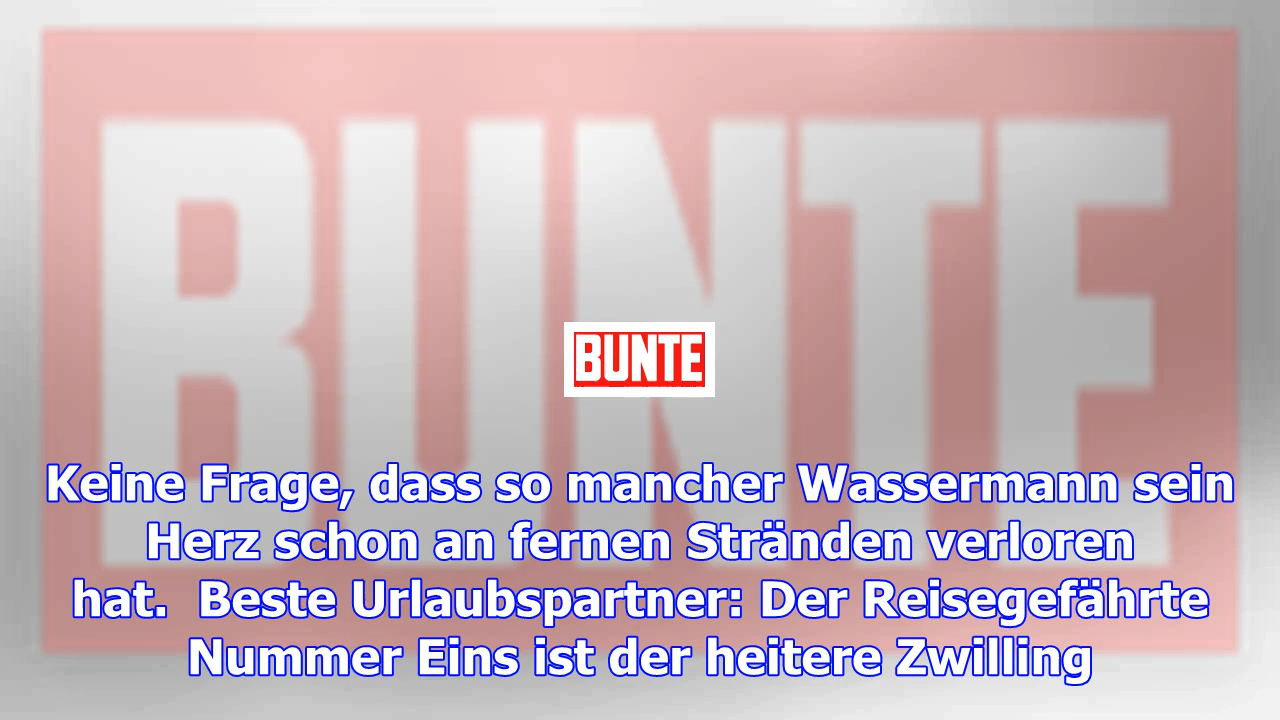 BUNTE
BUNTE
Keine Frage, dass so mancher Wassermann sein
Herz schon an fernen Stränden verloren
hat.  Beste Urlaubspartner: Der Reisegefährte
Nummer Eins ist der heitere Zwilling